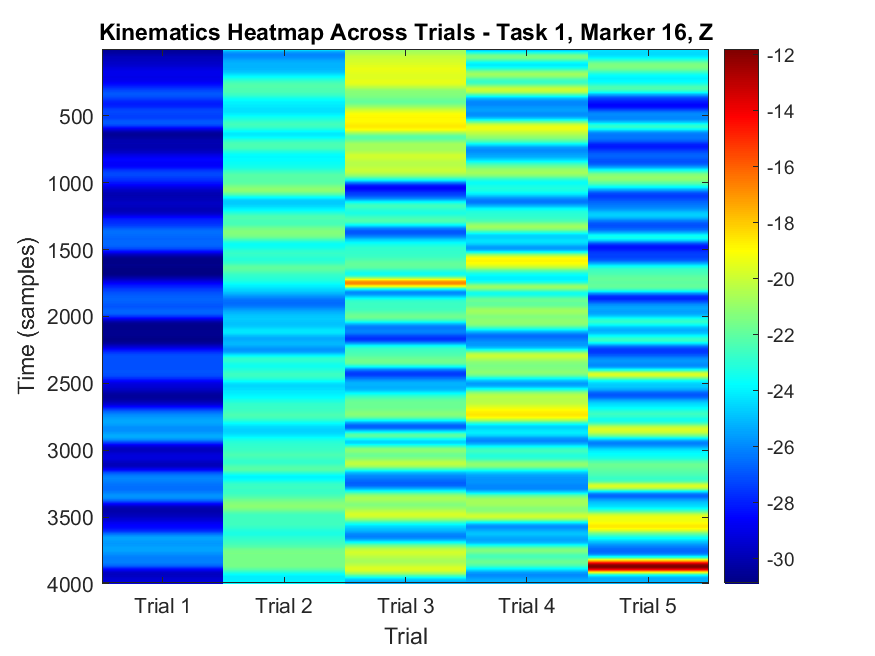 Kinematics Heatmap Across Trials - Task 1, Marker 16, Z
Time (samples)
500
1000
1500
2000
2500
3000
3500
4000
Trial 1
Trial 2
Trial 3
Trial 4
Trial 5
Trial
-12
-14
-16
-18
-20
-22
-24
-26
-28
-30